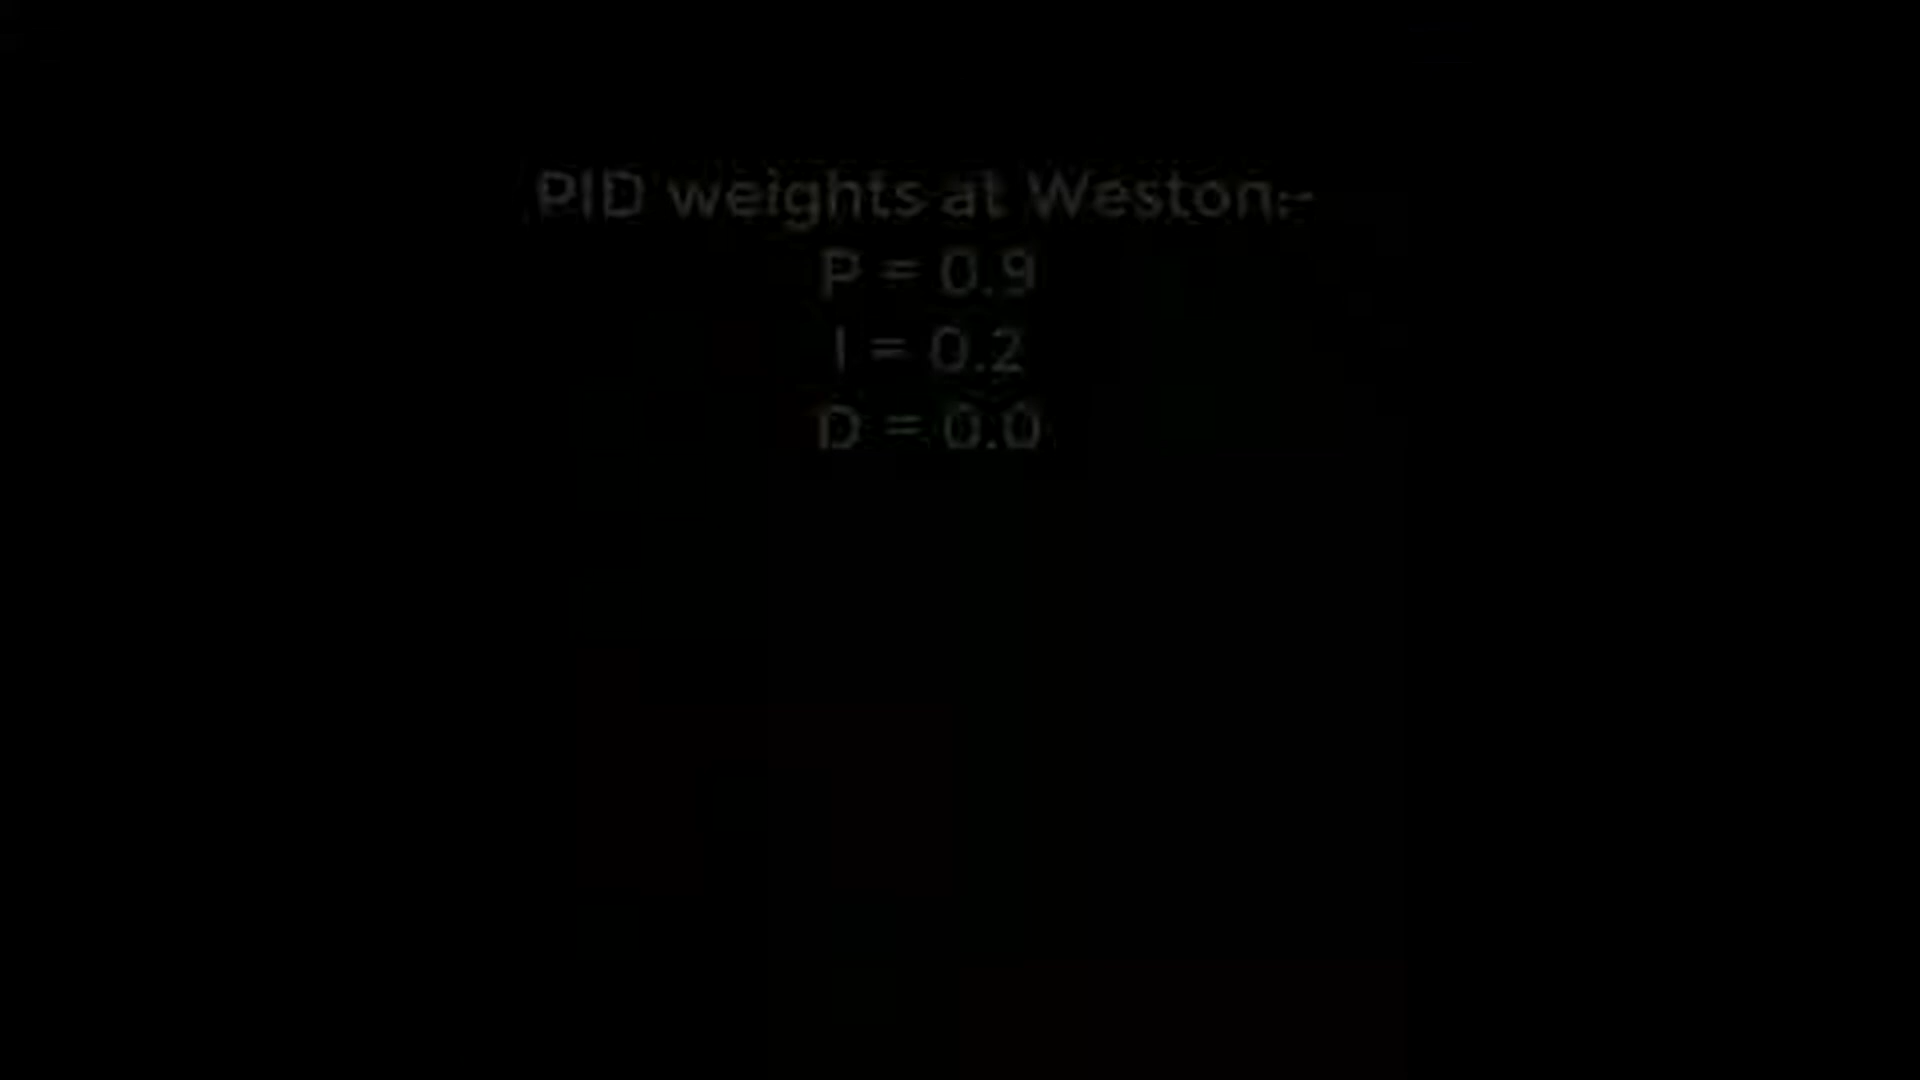 PID weights at Weston:-
P = 0.9
I = 0.2
D = 0.0